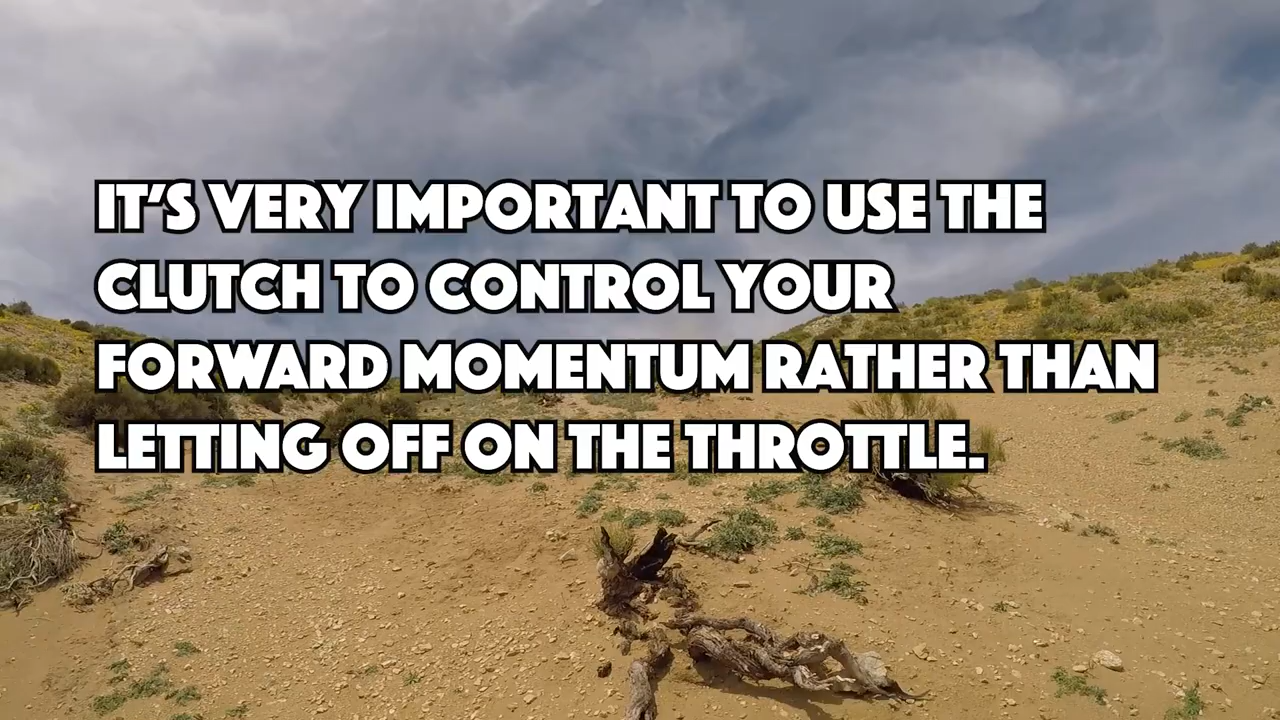 IT'S VERY IMPORTANT TO USE THE
CLUTCH TO CONTROL YOUR
FORWARD MOMENTUM RATHER THAN
LETTING OFF ON THE THROTTLE.